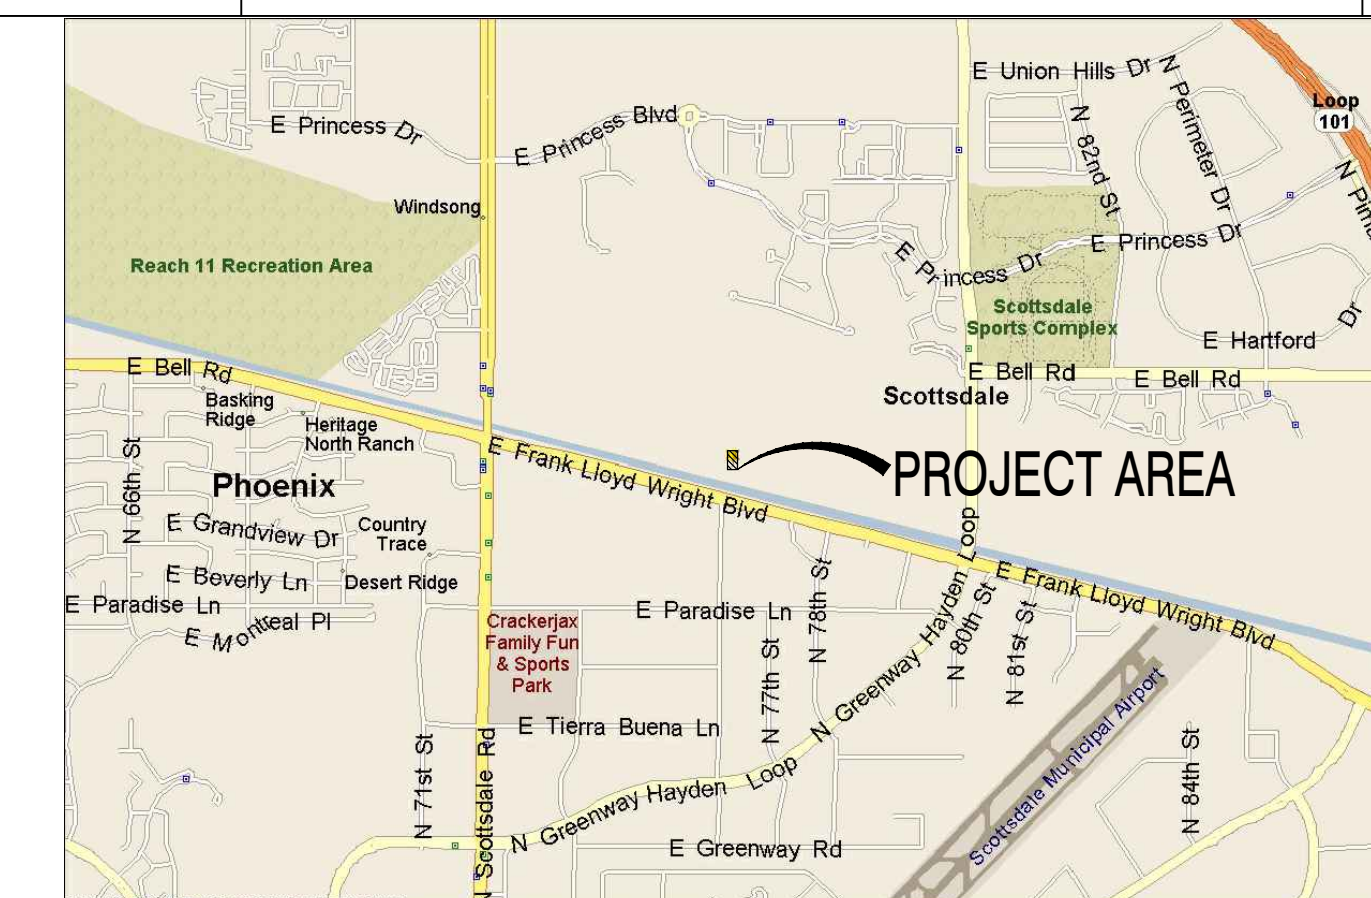 E Union Hills Dr
N Perimeter Dr
Loop
101
E Princess Dr
E Princess Blvd
N 82nd St
Windsong
E Princess Dr
E Princess Dr
Reach 11 Recreation Area
Scottsdale
Sports Complex
E Hartford Dr
E Bell Rd
E Bell Rd
E Bell Rd
Scottsdale
Basking
Ridge
Heritage
North Ranch
E Frank Lloyd Wright Blvd
PROJECT AREA
N 66th St
Phoenix
E Grandview Dr
Country
Trace
E Beverly Ln
Desert Ridge
E Paradise Ln
E Montreal Pl
Crackerjax
Family Fun
& Sports
Park
E Paradise Ln
N 78th St
N 77th St
N Greenway Hayden Loop
N 80th St
N 81st St
E Frank Lloyd Wright Blvd
E Tierra Buena Ln
N 71st St
N Scottsdale Rd
N Greenway Hayden Loop
E Greenway Rd
Scottsdale Municipal Airport
N 84th St